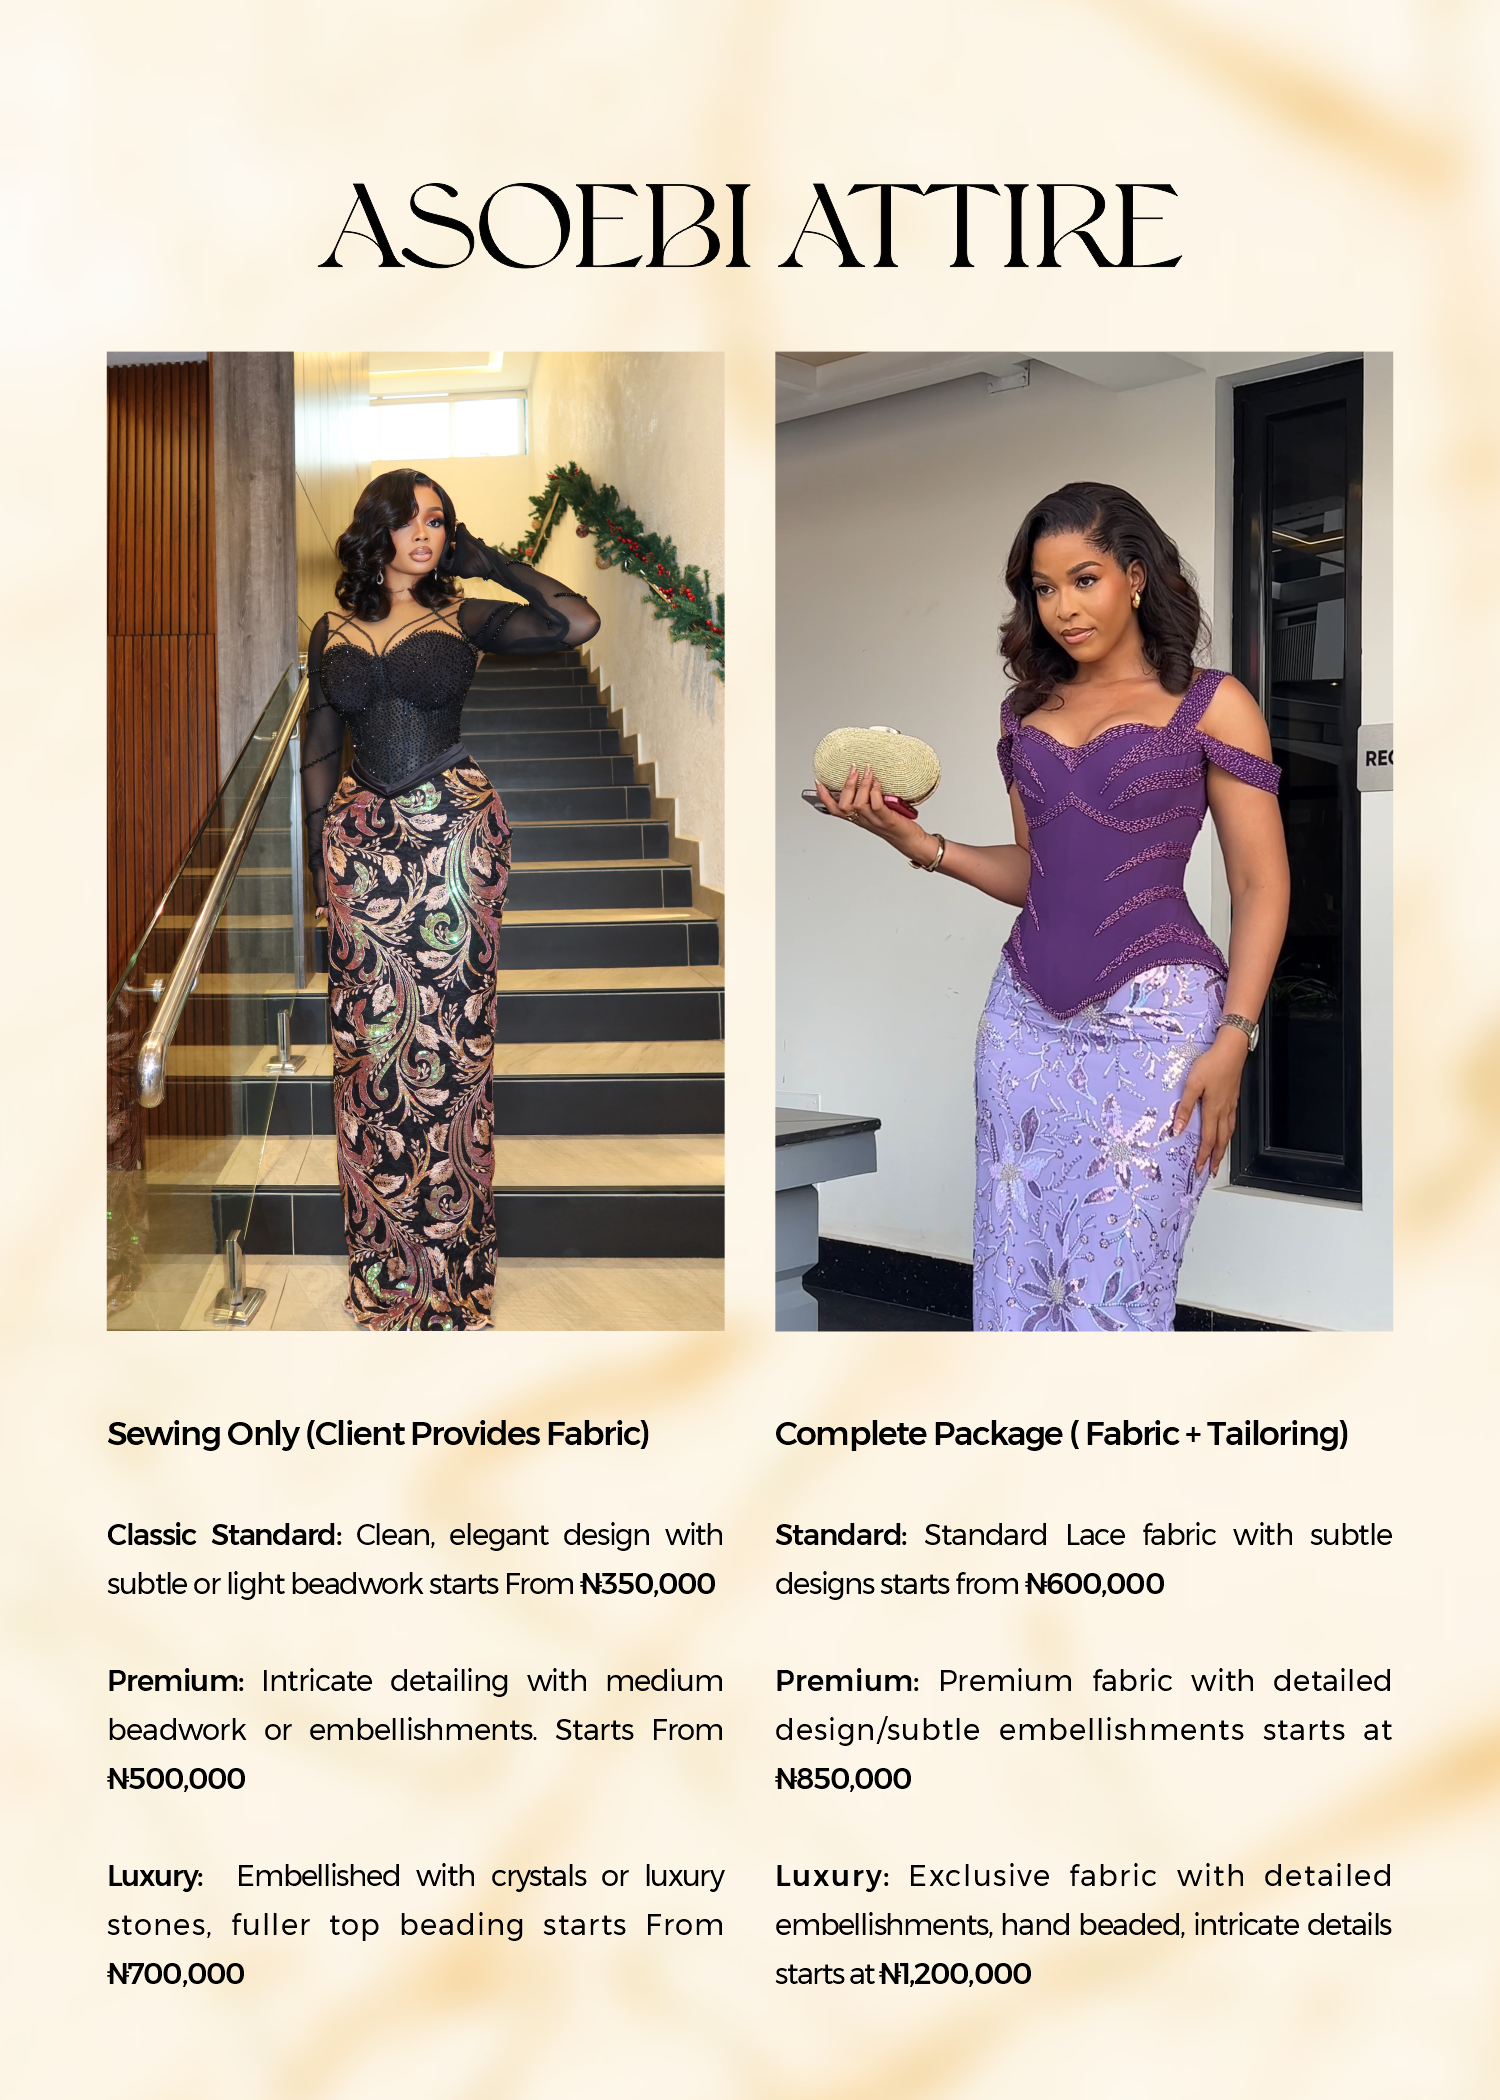 ASOEBI ATTIRE
REC
Sewing Only (Client Provides Fabric)
Classic Standard: Clean, elegant design with
subtle or light beadwork starts From ₦350,000
Premium: Intricate detailing with medium
beadwork or embellishments. Starts From
₦500,000
Luxury: Embellished with crystals or luxury
stones, fuller top beading starts From
₦700,000
Complete Package ( Fabric + Tailoring)
Standard: Standard Lace fabric with subtle
designs starts from ₦600,000
Premium: Premium fabric with detailed
design/subtle embellishments starts at
₦850,000
Luxury: Exclusive fabric with detailed
embellishments, hand beaded, intricate details
starts at ₦1,200,000